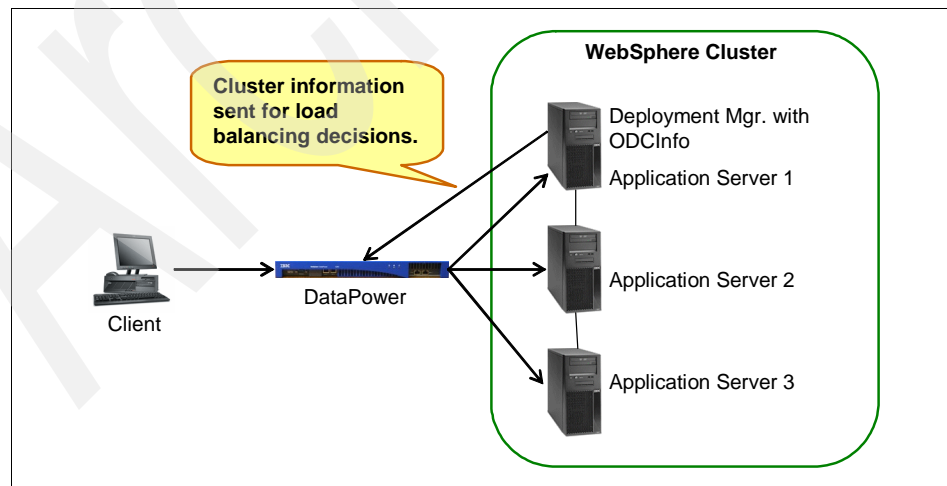 WebSphere Cluster
Cluster information
sent for load
balancing decisions.
Deployment Mgr. with
ODCInfo
Application Server 1
Application Server 2
DataPower
Client
Application Server 3